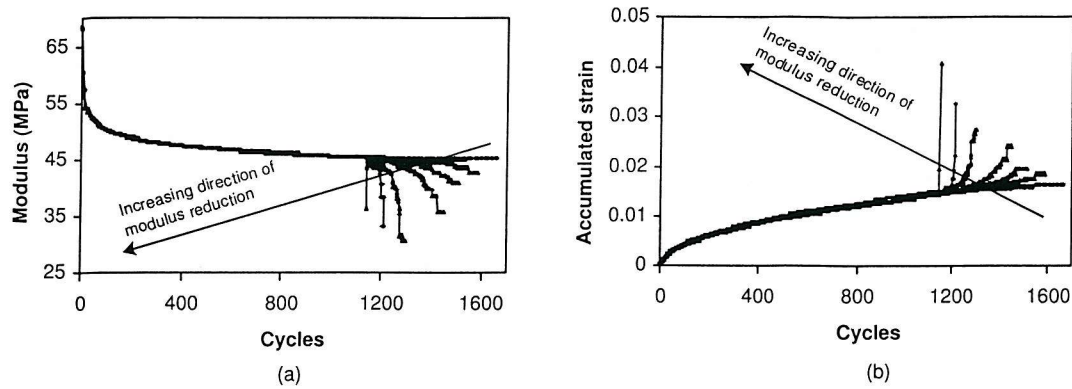 Modulus (MPa)
65
55
45
35
25
Increasing direction of
modulus reduction
0
400
800
1200
1600
Cycles
(a)
Accumulated strain
0.05
0.04
0.03
0.02
0.01
0
Increasing direction of
modulus reduction
0
400
800
1200
1600
Cycles
(b)